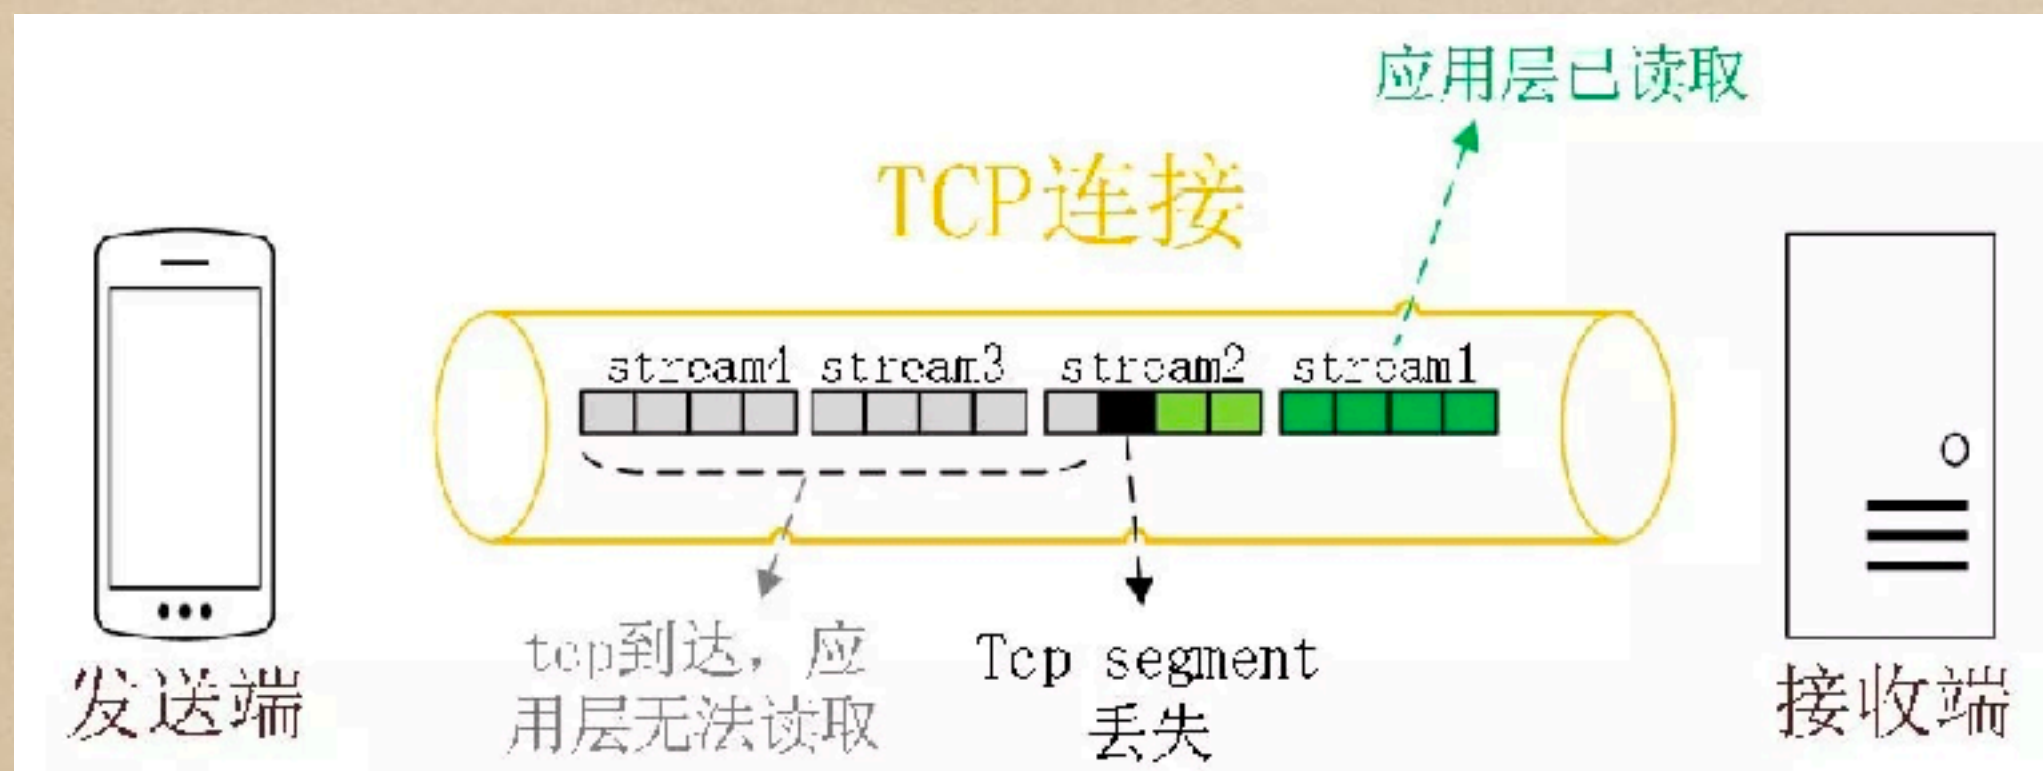 应用层已读取
TCP连接
stream4 stream3 stream2 stream1
tcp到达，应
用层无法读取
Tcp segment
丢失
发送端
接收端